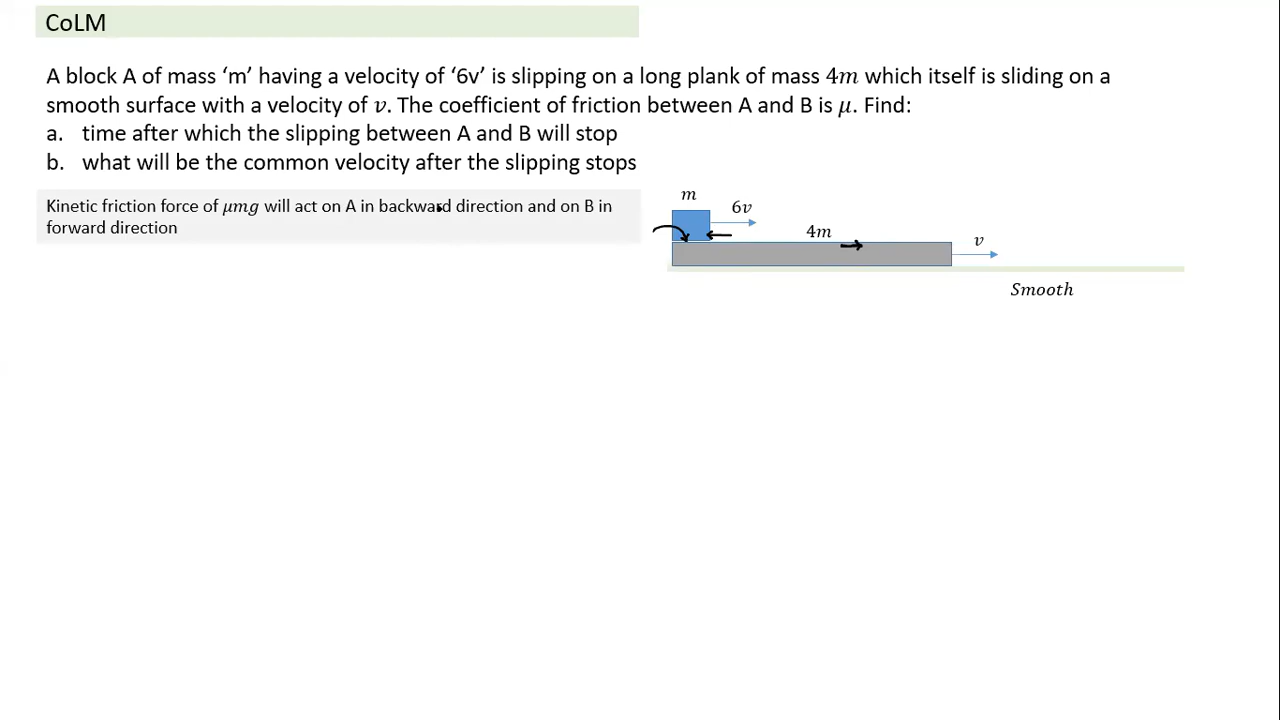 CoLM
A block A of mass ‘m’ having a velocity of ‘6v’ is slipping on a long plank of mass 4𝑚 which itself is sliding on a
smooth surface with a velocity of 𝑣. The coefficient of friction between A and B is 𝜇. Find:
a. time after which the slipping between A and B will stop
b. what will be the common velocity after the slipping stops
Kinetic friction force of 𝜇𝑚𝑔 will act on A in backward direction and on B in
forward direction
𝑚
6𝑣
4𝑚
𝑣
𝑆𝑚𝑜𝑜𝑡ℎ